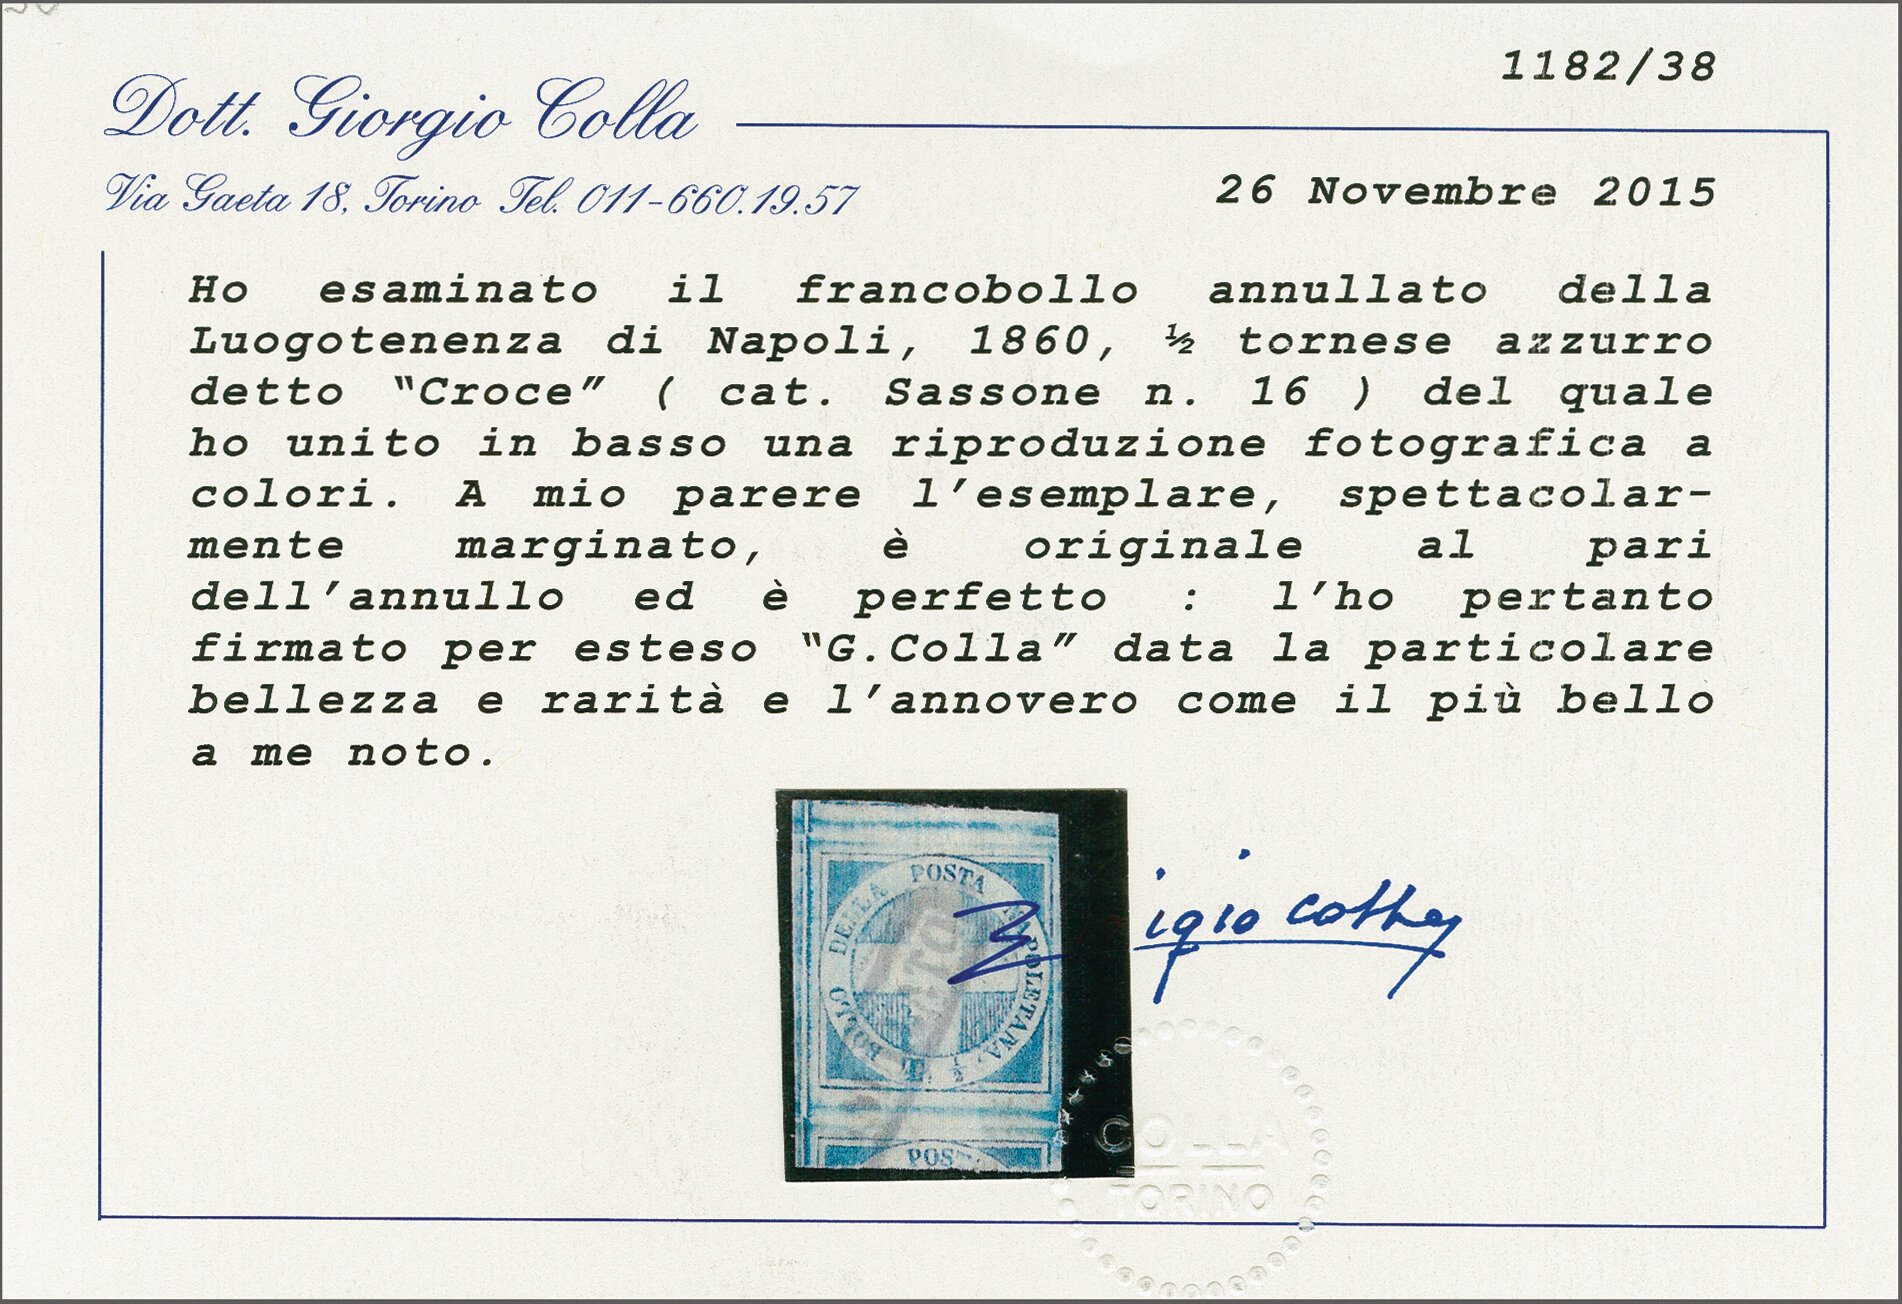 1182/38
Dott. Giorgio Colla
Via Gaeta 18, Torino Tel. 011-660.19.57
26 Novembre 2015
Ho esaminato il francobollo annullato della
Luogotenenza di Napoli, 1860, ½ tornese azzurro
detto “Croce” ( cat. Sassone n. 16 ) del quale
ho unito in basso una riproduzione fotografica a
colori. A mio parere l’esemplare, spettacolar-
mente marginato, è originale al pari
dell’annullo ed è perfetto : l’ho pertanto
firmato per esteso “G.Colla” data la particolare
bellezza e rarità e l’annovero come il più bello
a me noto.
BOLLO DELLA POSTA NAPOLETANA, ½ T.
POS
COLLA
TORINO